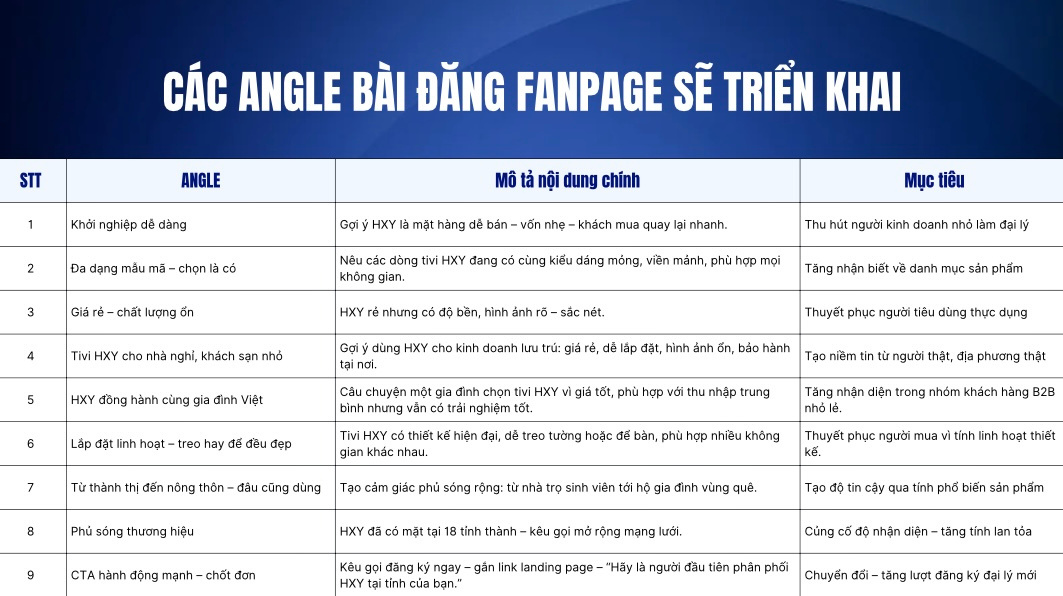 CÁC ANGLE BÀI ĐĂNG FANPAGE SẼ TRIỂN KHAI
STT ANGLE Mô tả nội dung chính Mục tiêu
1 Khởi nghiệp dễ dàng Gợi ý HXY là mặt hàng dễ bán – vốn nhẹ – khách mua quay lại nhanh. Thu hút người kinh doanh nhỏ làm đại lý
2 Đa dạng mẫu mã – chọn là có Nêu các dòng tivi HXY đang có cùng kiểu dáng mỏng, viền mảnh, phù hợp mọi
không gian. Tăng nhận biết về danh mục sản phẩm
3 Giá rẻ – chất lượng ổn HXY rẻ nhưng có độ bền, hình ảnh rõ – sắc nét. Thuyết phục người tiêu dùng thực dụng
4 Tivi HXY cho nhà nghỉ, khách sạn nhỏ Gợi ý dùng HXY cho kinh doanh lưu trú: giá rẻ, dễ lắp đặt, hình ảnh ổn, bảo hành
tại nơi. Tạo niềm tin từ người thật, địa phương thật
5 HXY đồng hành cùng gia đình Việt Câu chuyện một gia đình chọn tivi HXY vì giá tốt, phù hợp với thu nhập trung
bình nhưng vẫn có trải nghiệm tốt. Tăng nhận diện trong nhóm khách hàng B2B
nhỏ lẻ.
6 Lắp đặt linh hoạt – treo hay để đều đẹp Tivi HXY có thiết kế hiện đại, dễ treo tường hoặc để bàn, phù hợp nhiều không
gian khác nhau. Thuyết phục người mua vì tính linh hoạt thiết
kế.
7 Từ thành thị đến nông thôn – đâu cũng dùng Tạo cảm giác phủ sóng rộng: từ nhà trọ sinh viên tới hộ gia đình vùng quê. Tạo độ tin cậy qua tính phổ biến sản phẩm
8 Phủ sóng thương hiệu HXY đã có mặt tại 18 tỉnh thành – kêu gọi mở rộng mạng lưới. Củng cố độ nhận diện – tăng tính lan tỏa
9 CTA hành động mạnh – chốt đơn Kêu gọi đăng ký ngay – gắn link landing page – “Hãy là người đầu tiên phân phối
HXY tại tỉnh của bạn.” Chuyển đổi – tăng lượt đăng ký đại lý mới